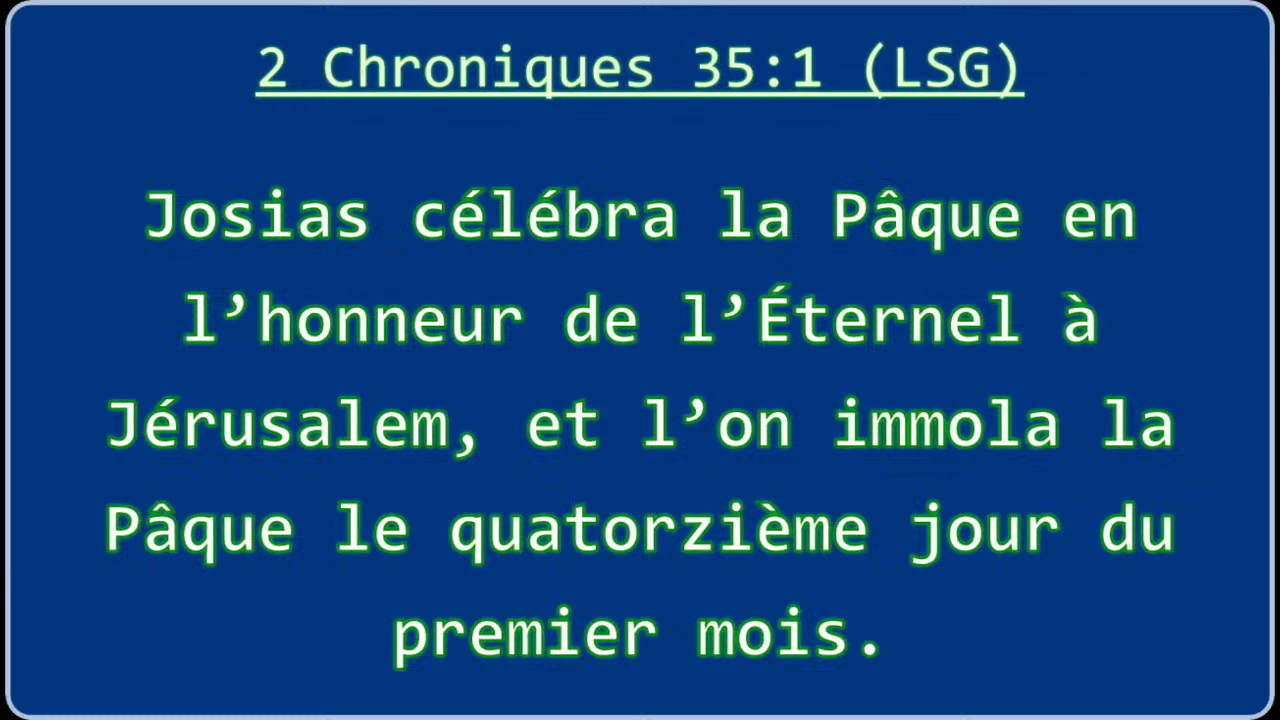 2 Chroniques 35:1 (LSG)
Josias célébra la Pâque en
l’honneur de l’Éternel à
Jérusalem, et l’on immola la
Pâque le quatorzième jour du
premier mois.